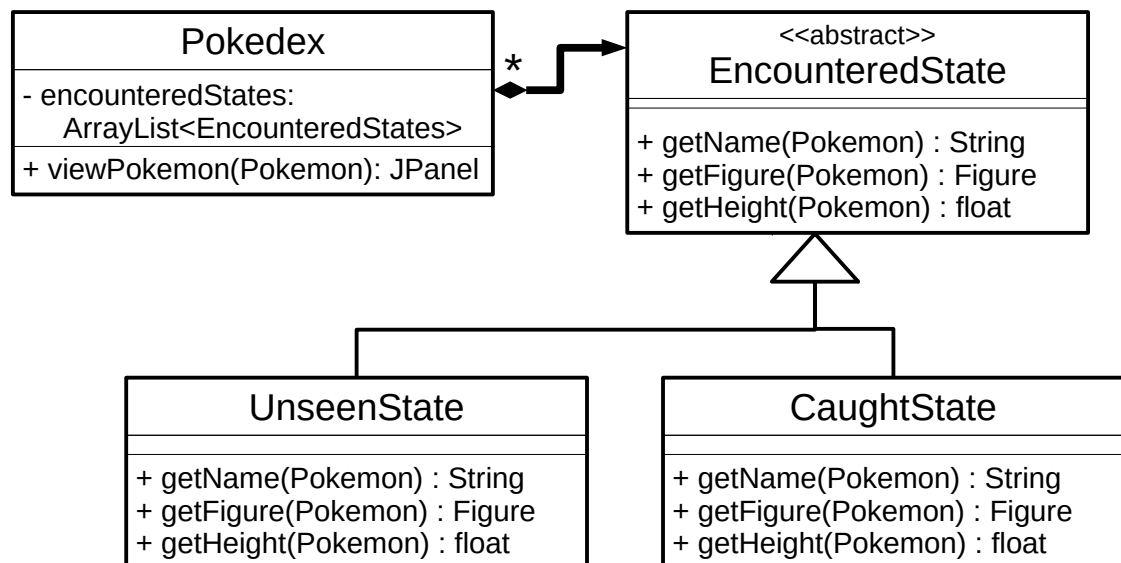 Pokedex
- encounteredStates:
ArrayList<EncounteredStates>
+ viewPokemon(Pokemon): JPanel
*
<<abstract>>
EncounteredState
+ getName(Pokemon) : String
+ getFigure(Pokemon) : Figure
+ getHeight(Pokemon) : float
UnseenState
+ getName(Pokemon) : String
+ getFigure(Pokemon) : Figure
+ getHeight(Pokemon) : float
CaughtState
+ getName(Pokemon) : String
+ getFigure(Pokemon) : Figure
+ getHeight(Pokemon) : float